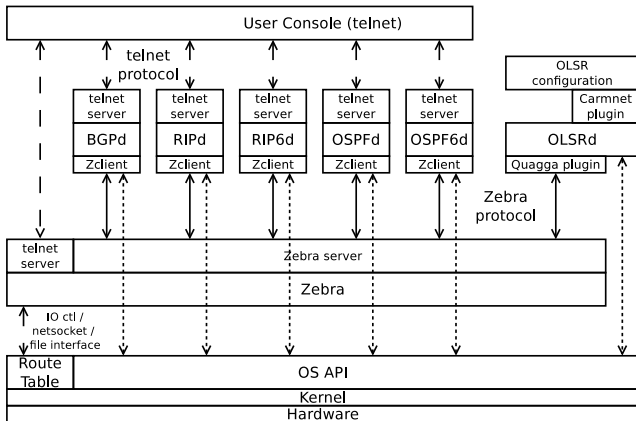 User Console (telnet)
telnet
protocol
OLSR
configuration
telnet
server
telnet
server
telnet
server
telnet
server
telnet
server
Carmnet
plugin
BGPd
RIPd
RIP6d
OSPFd
OSPF6d
OLSRd
Zclient
Zclient
Zclient
Zclient
Zclient
Quagga plugin
Zebra
protocol
telnet
server
Zebra server
Zebra
IO ctl /
netsocket /
file interface
Route
Table
OS API
Kernel
Hardware